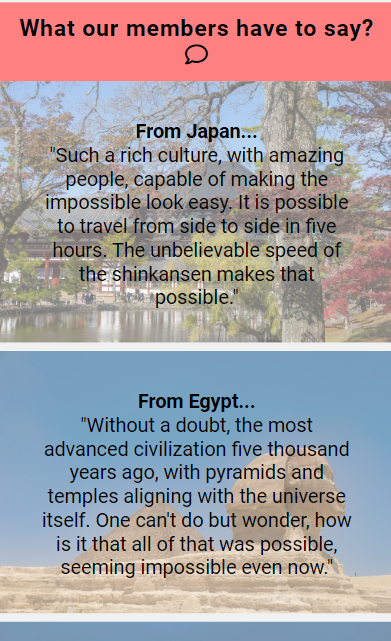 What our members have to say?
From Japan...
"Such a rich culture, with amazing
people, capable of making the
impossible look easy. It is possible
to travel from side to side in five
hours. The unbelievable speed of
the shinkansen makes that
possible."
From Egypt...
"Without a doubt, the most
advanced civilization five thousand
years ago, with pyramids and
temples aligning with the universe
itself. One can't do but wonder, how
is it that all of that was possible,
seeming impossible even now."